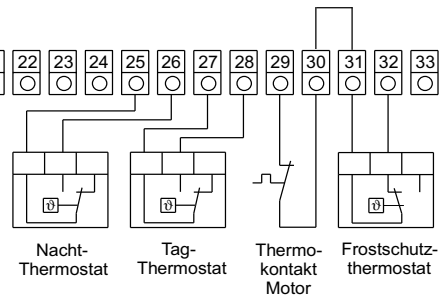 22 23 24 25 26 27 28 29 30 31 32 33
ϑ ϑ ϑ
Nacht-
Thermostat
Tag-
Thermostat
Thermo-
kontakt
Motor
Frostschutz-
thermostat